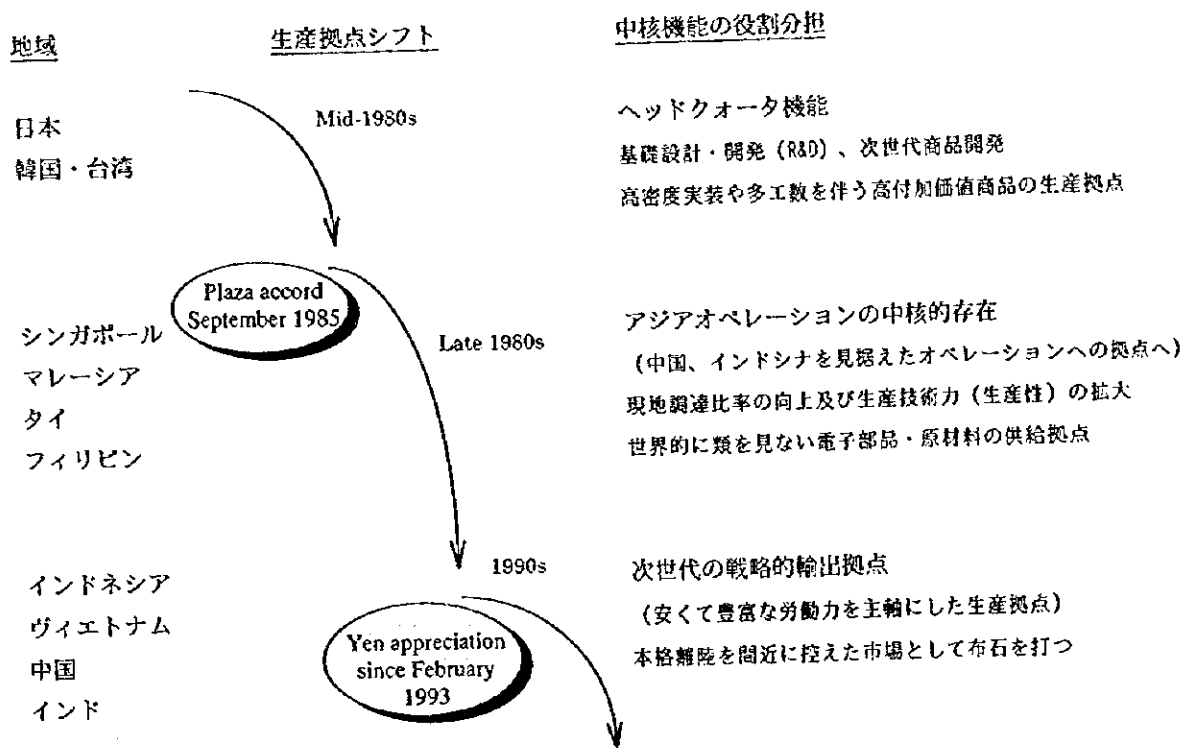 地域
生産拠点シフト
中核機能の役割分担
日本
韓国・台湾
Mid-1980s
ヘッドクォータ機能
基礎設計・開発（R&D）、次世代商品開発
高密度実装や多工数を伴う高付加価値商品の生産拠点
Plaza accord
September 1985
シンガポール
マレーシア
タイ
フィリピン
Late 1980s
アジアオペレーションの中核的存在
（中国、インドシナを見据えたオペレーションへの拠点へ）
現地調達比率の向上及び生産技術力（生産性）の拡大
世界的に類を見ない電子部品・原材料の供給拠点
インドネシア
ヴィエトナム
中国
インド
1990s
Yen appreciation
since February
1993
次世代の戦略的輸出拠点
（安くて豊富な労働力を主軸にした生産拠点）
本格離陸を間近に控えた市場として布石を打つ